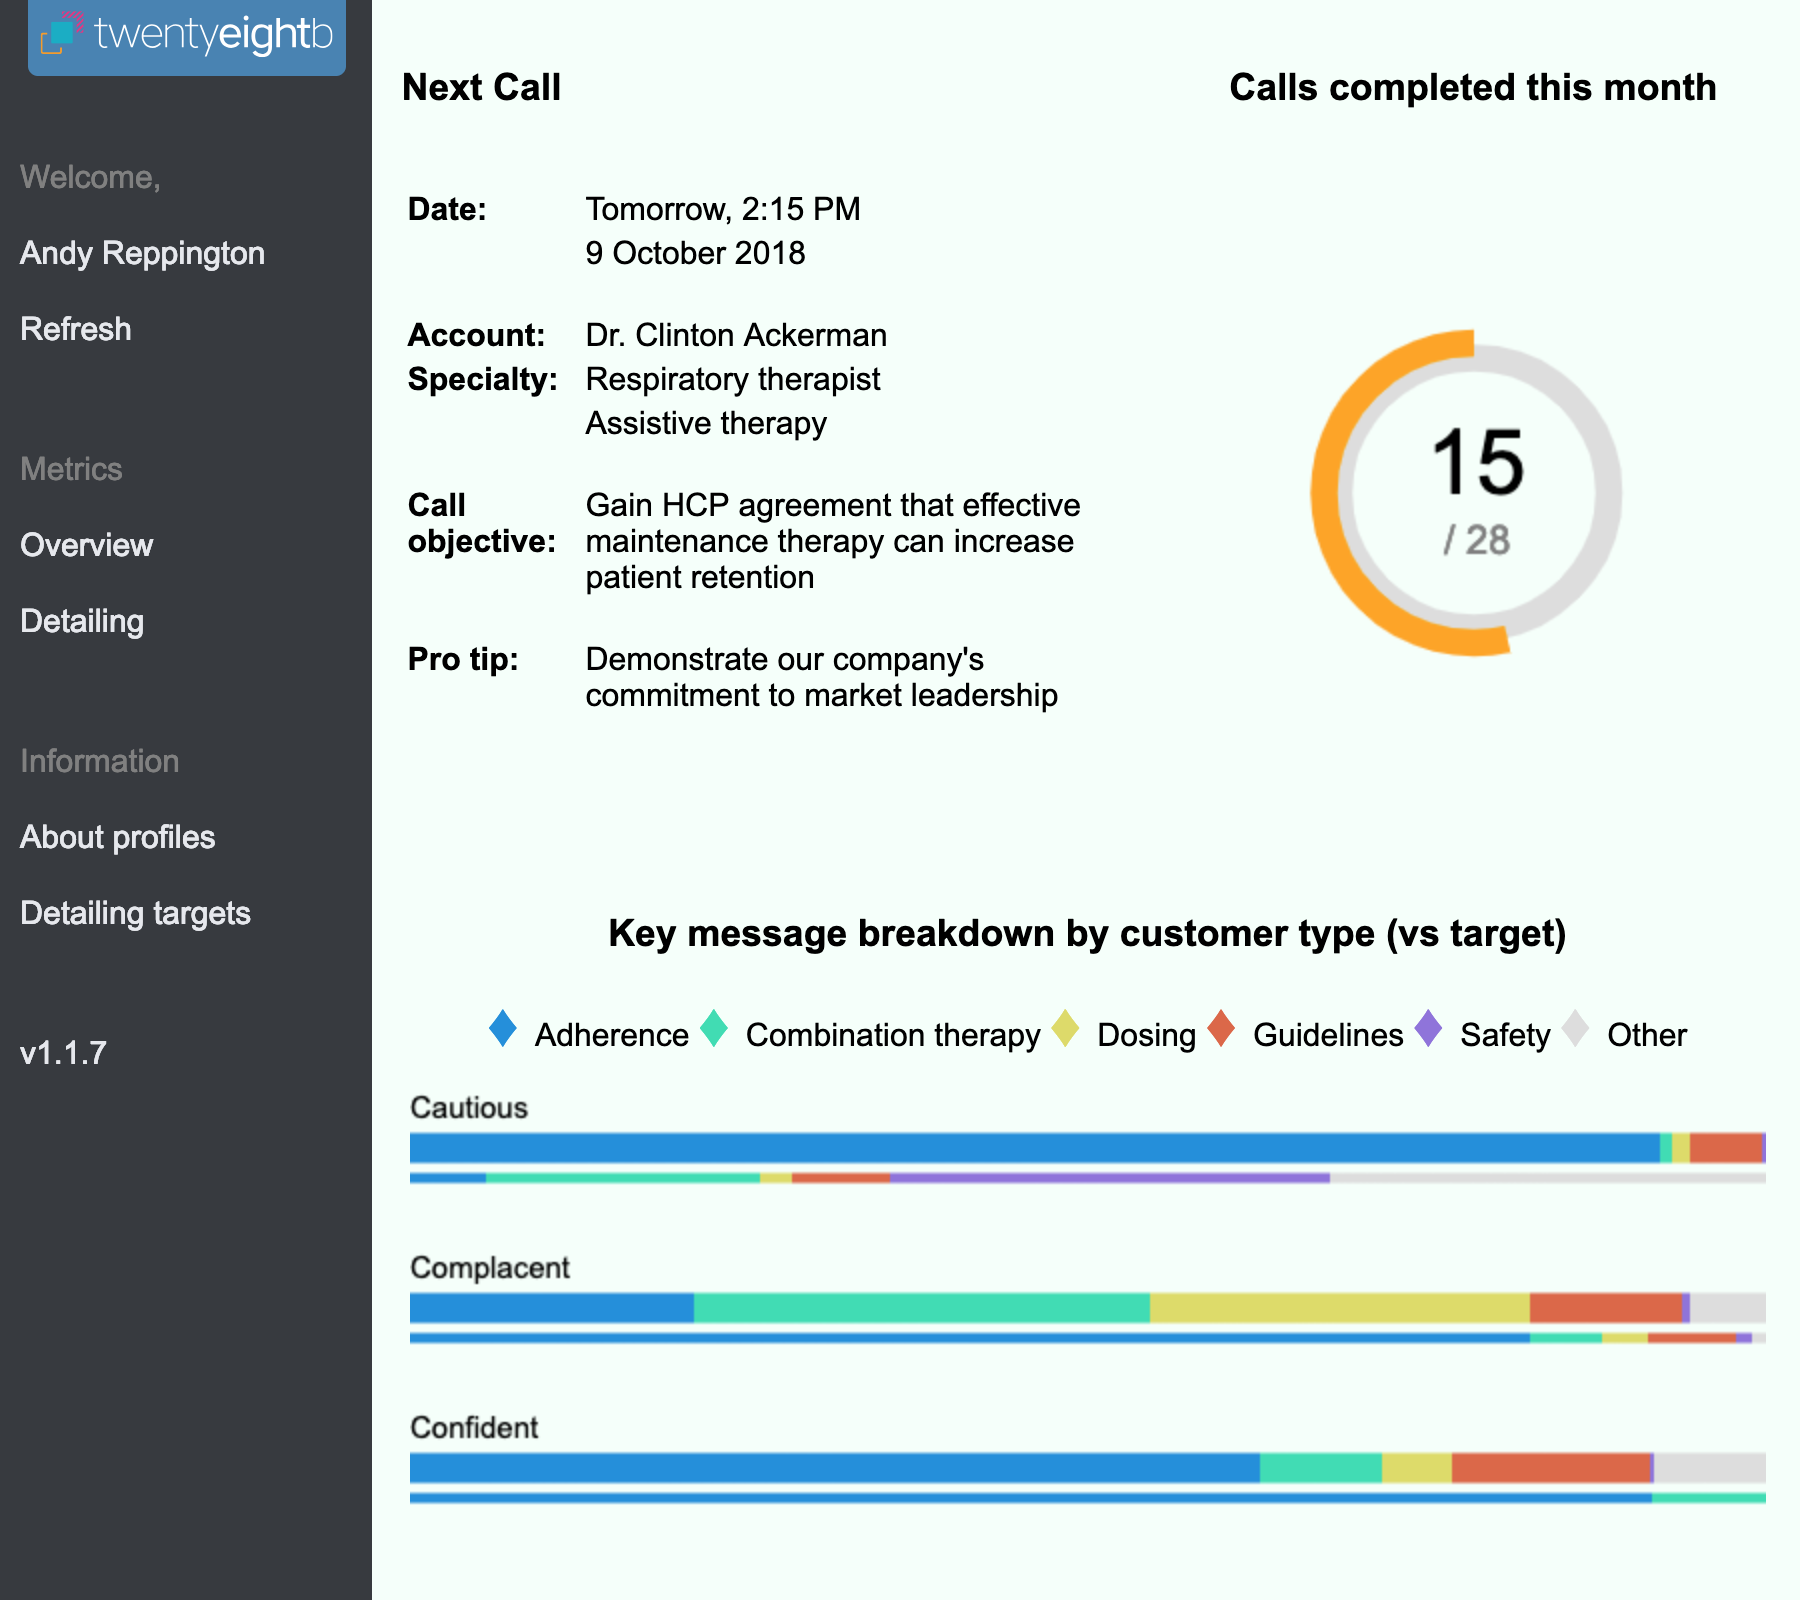 twentyeightb
Welcome,
Andy Reppington
Refresh
Metrics
Overview
Detailing
Information
About profiles
Detailing targets
v1.1.7
Next Call
Date: Tomorrow, 2:15 PM
9 October 2018
Account: Dr. Clinton Ackerman
Specialty: Respiratory therapist
Assistive therapy
Call Gain HCP agreement that effective
objective: maintenance therapy can increase
patient retention
Pro tip: Demonstrate our company's
commitment to market leadership
Calls completed this month
15
/ 28
Key message breakdown by customer type (vs target)
Adherence Combination therapy Dosing Guidelines Safety Other
Cautious
Complacent
Confident